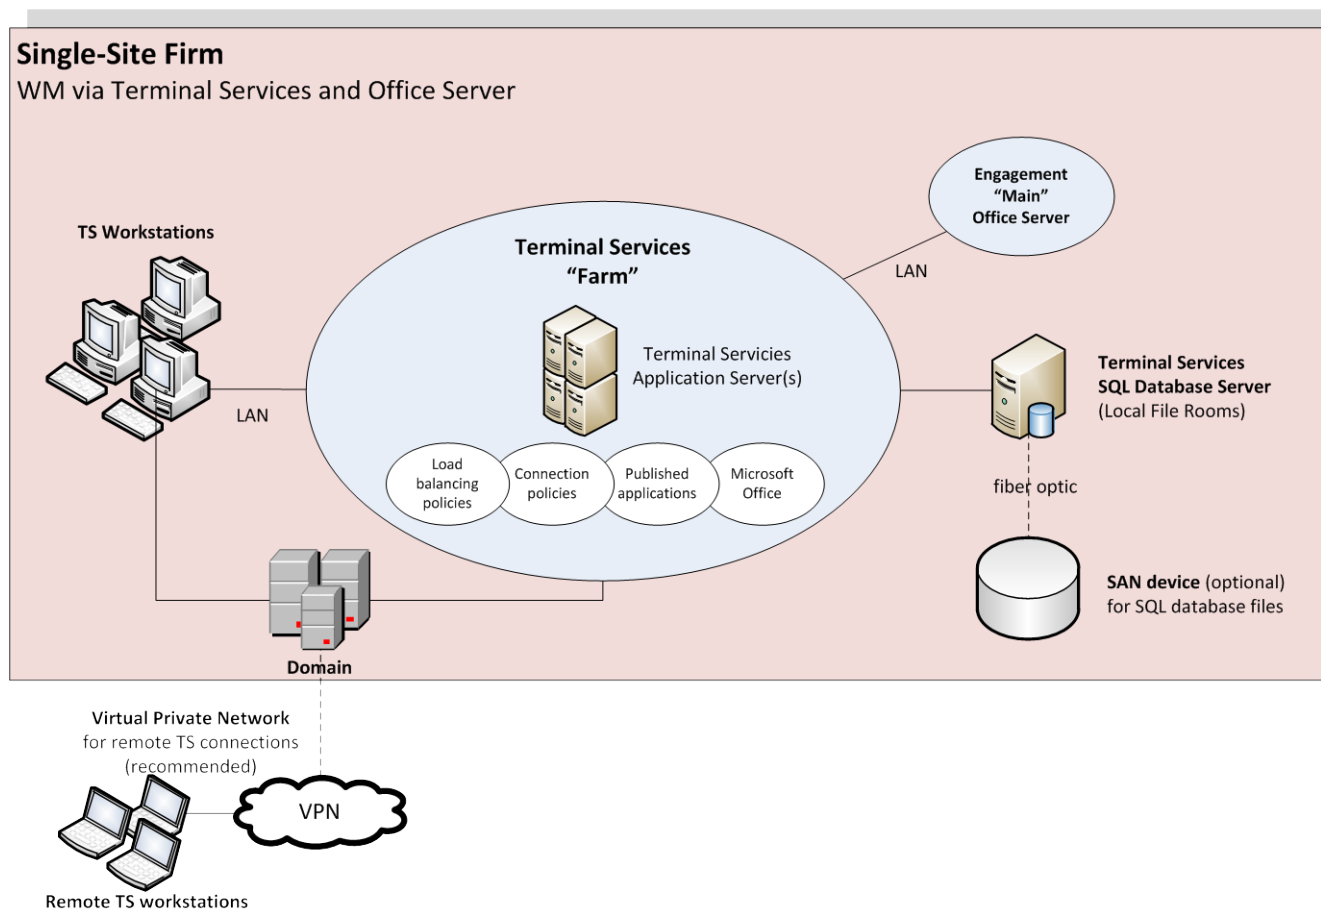 Single-Site Firm
WM via Terminal Services and Office Server
Engagement
“Main”
Office Server
TS Workstations
Terminal Services
“Farm”
LAN
Terminal Servicies
Application Server(s)
Terminal Services
SQL Database Server
(Local File Rooms)
LAN
Load
balancing
policies
Connection
policies
Published
applications
Microsoft
Office
fiber optic
SAN device (optional)
for SQL database files
Domain
Virtual Private Network
for remote TS connections
(recommended)
VPN
Remote TS workstations